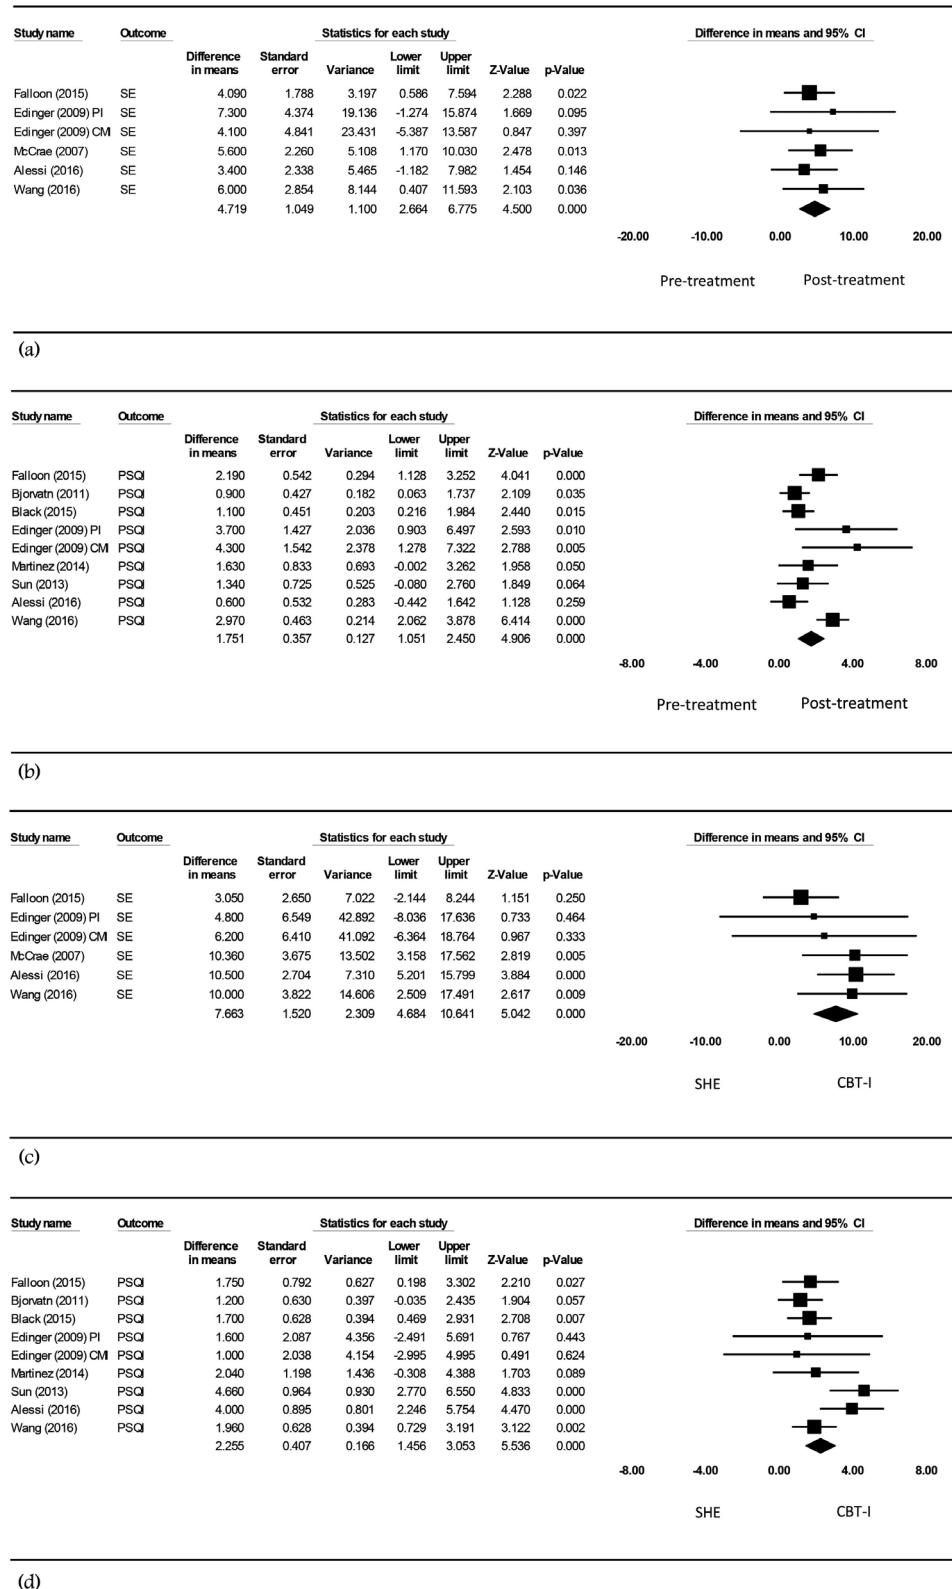 Study name Outcome Statistics for each study Difference in means and 95% CI
Difference Standard Lower Upper
in means error Variance limit limit Z-Value p-Value
Falloon (2015) SE 4.090 1.788 3.197 0.586 7.594 2.288 0.022
Edinger (2009) PI SE 7.300 4.374 19.136 -1.274 15.874 1.669 0.095
Edinger (2009) CMI SE 4.100 4.841 23.431 -5.387 13.587 0.847 0.397
McCrae (2007) SE 5.600 2.260 5.108 1.170 10.030 2.478 0.013
Alessi (2016) SE 3.400 2.338 5.465 -1.182 7.982 1.454 0.146
Wang (2016) SE 6.000 2.854 8.144 0.407 11.593 2.103 0.036
4.719 1.049 1.100 2.664 6.775 4.500 0.000
-20.00 -10.00 0.00 10.00 20.00
Pre-treatment Post-treatment
(a)
Study name Outcome Statistics for each study Difference in means and 95% CI
Difference Standard Lower Upper
in means error Variance limit limit Z-Value p-Value
Falloon (2015) PSQI 2.190 0.542 0.294 1.128 3.252 4.041 0.000
Bjorvatn (2011) PSQI 0.900 0.427 0.182 0.063 1.737 2.109 0.035
Black (2015) PSQI 1.100 0.451 0.203 0.216 1.984 2.440 0.015
Edinger (2009) PI PSQI 3.700 1.427 2.036 0.903 6.497 2.593 0.010
Edinger (2009) CMI PSQI 4.300 1.542 2.378 1.278 7.322 2.788 0.005
Martinez (2014) PSQI 1.630 0.833 0.693 -0.002 3.262 1.958 0.050
Sun (2013) PSQI 1.340 0.725 0.525 -0.080 2.760 1.849 0.064
Alessi (2016) PSQI 0.600 0.532 0.283 -0.442 1.642 1.128 0.259
Wang (2016) PSQI 2.970 0.463 0.214 2.062 3.878 6.414 0.000
1.751 0.357 0.127 1.051 2.450 4.906 0.000
-8.00 -4.00 0.00 4.00 8.00
Pre-treatment Post-treatment
(b)
Study name Outcome Statistics for each study Difference in means and 95% CI
Difference Standard Lower Upper
in means error Variance limit limit Z-Value p-Value
Falloon (2015) SE 3.050 2.650 7.022 -2.144 8.244 1.151 0.250
Edinger (2009) PI SE 4.800 6.549 42.892 -8.036 17.636 0.733 0.464
Edinger (2009) CMI SE 6.200 6.410 41.092 -6.364 18.764 0.967 0.333
McCrae (2007) SE 10.360 3.675 13.502 3.158 17.562 2.819 0.005
Alessi (2016) SE 10.500 2.704 7.310 5.201 15.799 3.884 0.000
Wang (2016) SE 10.000 3.822 14.606 2.509 17.491 2.617 0.009
7.663 1.520 2.309 4.684 10.641 5.042 0.000
-20.00 -10.00 0.00 10.00 20.00
SHE CBT-I
(c)
Study name Outcome Statistics for each study Difference in means and 95% CI
Difference Standard Lower Upper
in means error Variance limit limit Z-Value p-Value
Falloon (2015) PSQI 1.750 0.792 0.627 0.198 3.302 2.210 0.027
Bjorvatn (2011) PSQI 1.200 0.630 0.397 -0.035 2.435 1.904 0.057
Black (2015) PSQI 1.700 0.628 0.394 0.469 2.931 2.708 0.007
Edinger (2009) PI PSQI 1.600 2.087 4.356 -2.491 5.691 0.767 0.443
Edinger (2009) CMI PSQI 1.000 2.038 4.154 -2.995 4.995 0.491 0.624
Martinez (2014) PSQI 2.040 1.198 1.436 -0.308 4.388 1.703 0.089
Sun (2013) PSQI 4.660 0.964 0.930 2.770 6.550 4.833 0.000
Alessi (2016) PSQI 4.000 0.895 0.801 2.246 5.754 4.470 0.000
Wang (2016) PSQI 1.960 0.628 0.394 0.729 3.191 3.122 0.002
2.255 0.407 0.166 1.456 3.053 5.536 0.000
-8.00 -4.00 0.00 4.00 8.00
SHE CBT-I
(d)